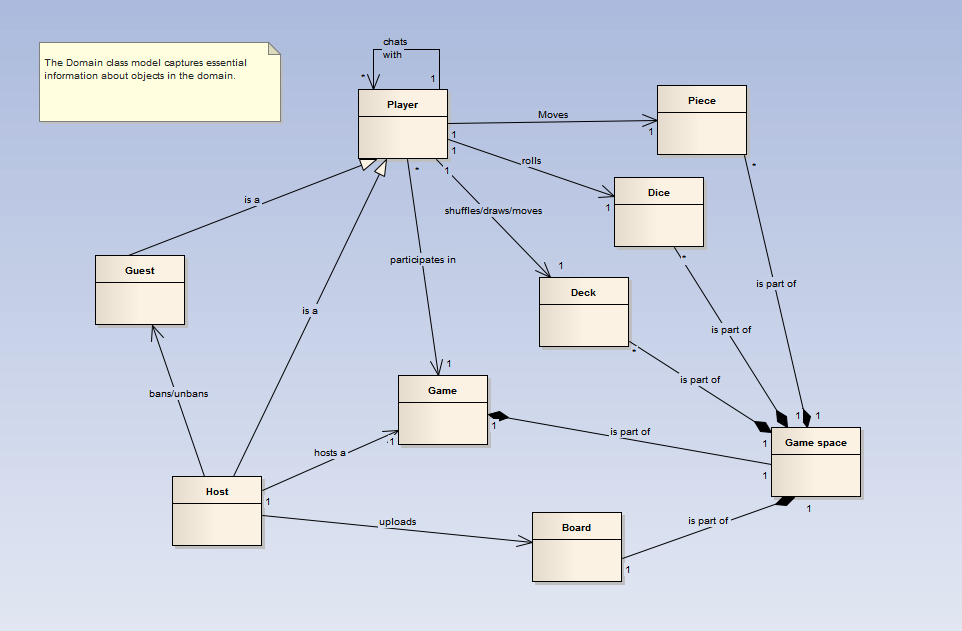 chats
with
The Domain class model captures essential
information about objects in the domain.
*
1
Player
Piece
Moves
1
1
1
rolls
*
1
*
Dice
is a
1
shuffles/draws/moves
participates in
*
1
Guest
is part of
Deck
is a
is part of
*
1
is part of
Game
bans/unbans
1
1
1
is part of
1
1
Game space
hosts a
1
Host
1
1
uploads
is part of
Board
1